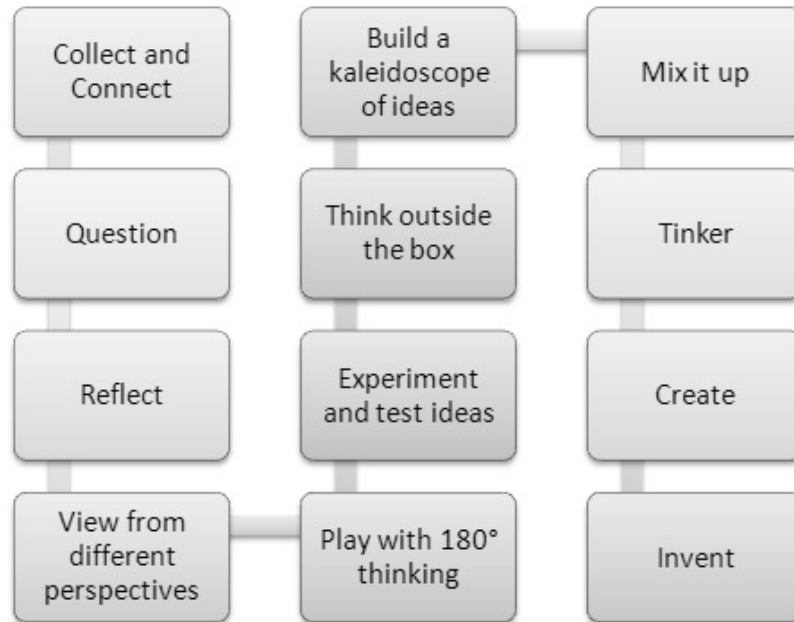 Collect and
Connect
Question
Reflect
View from
different
perspectives
Play with 180°
thinking
Experiment
and test ideas
Think outside
the box
Build a
kaleidoscope
of ideas
Mix it up
Tinker
Create
Invent